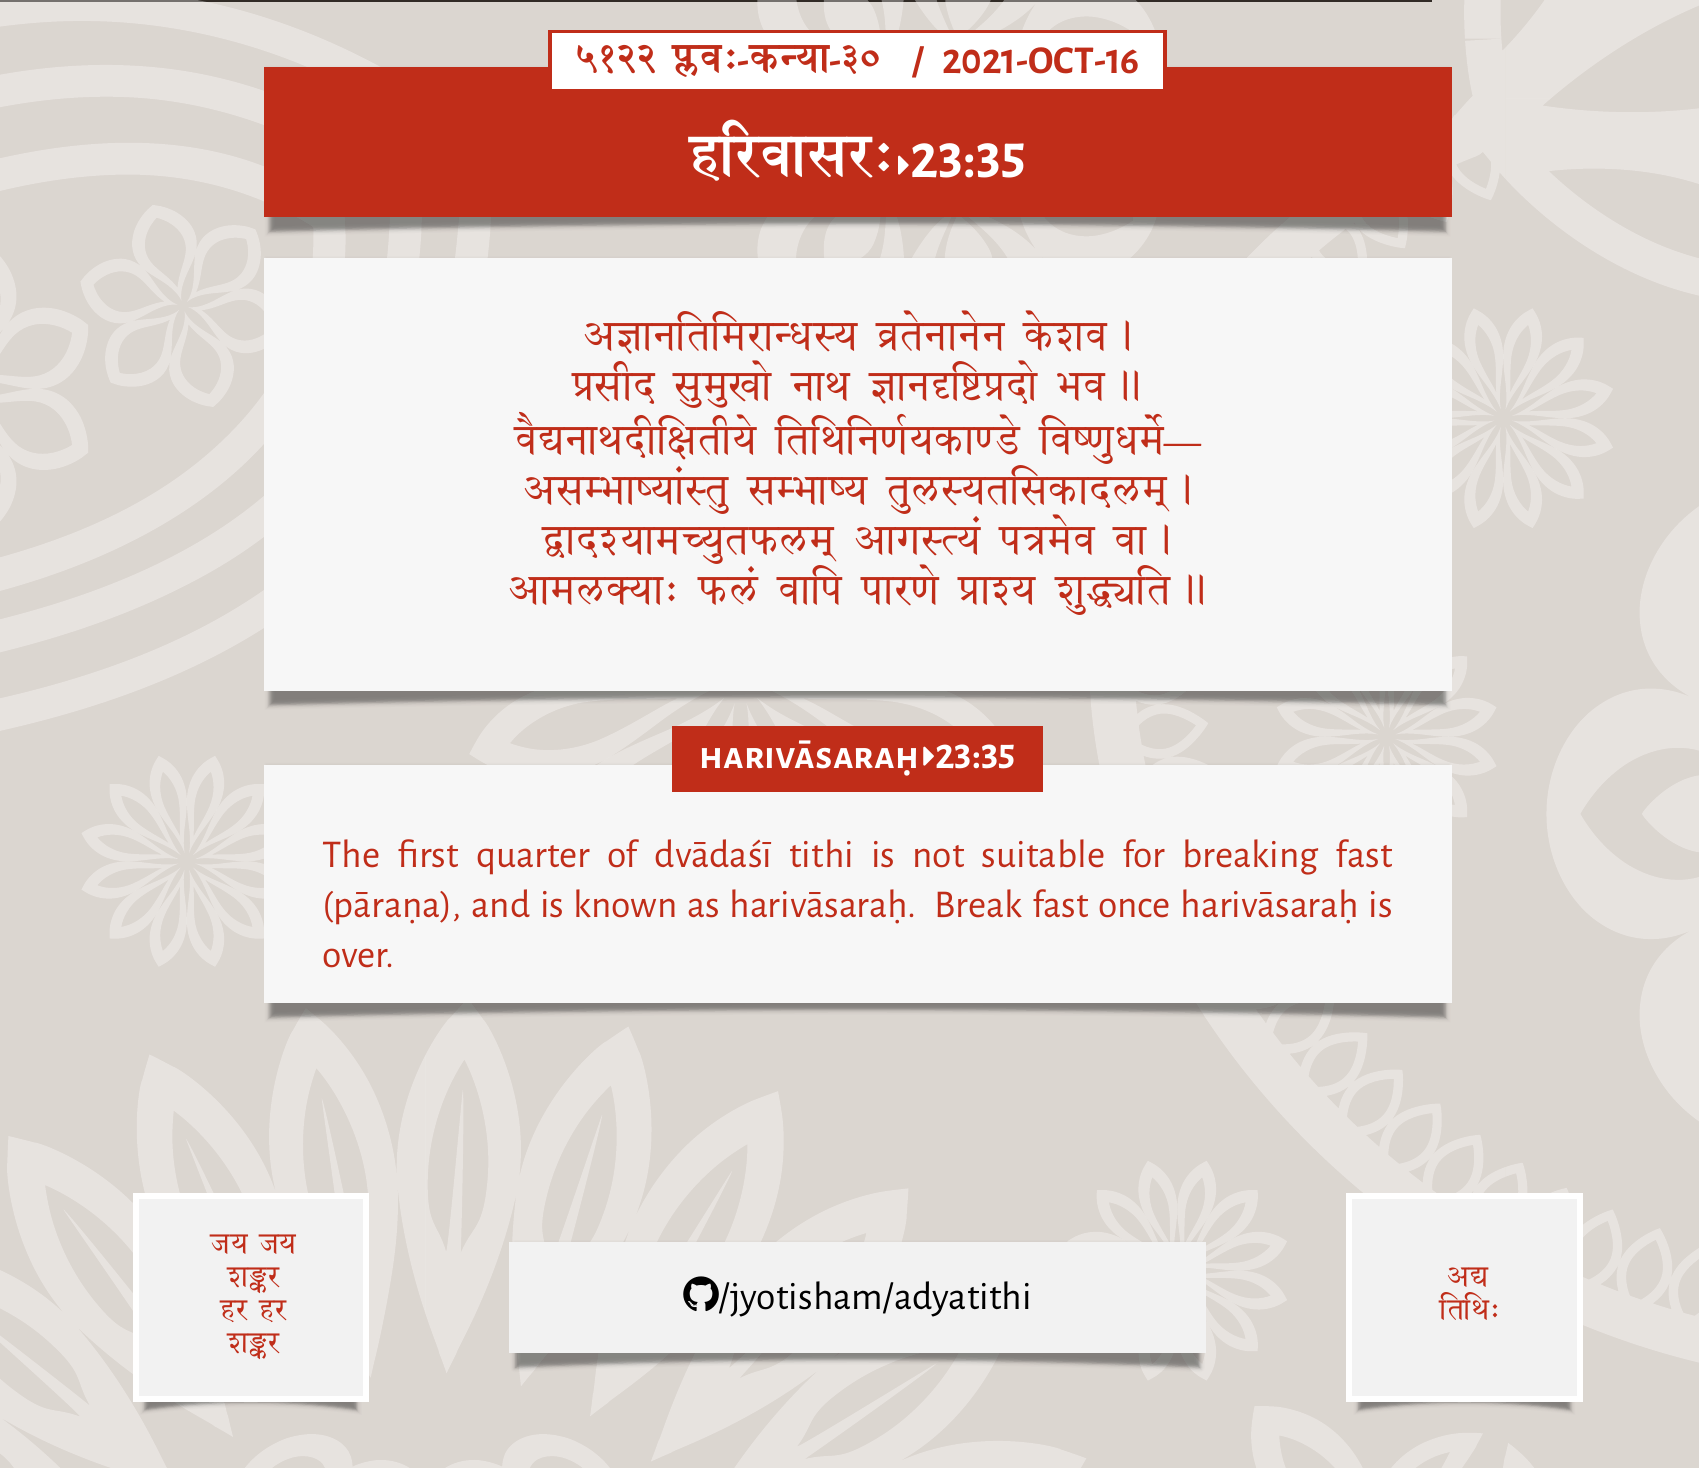 ५१२२ प्लवः-कन्या-३० / 2021-OCT-16
हरिवासरः▸23:35
अज्ञानतिमिरान्धस्य व्रतेनानेन केशव।
प्रसीद सुमुखो नाथ ज्ञानदृष्टिप्रदो भव॥
वैद्यनाथदीक्षितीये तिथिनिर्णयकाण्डे विष्णुधर्मे—
असम्भाष्यांस्तु सम्भाष्य तुलस्यतसिकादलम्।
द्वादश्यामच्युतफलम् आगस्त्यं पत्रमेव वा।
आमलक्याः फलं वापि पारणे प्राश्य शुद्ध्यति॥
HARIVĀSARAḤ▸23:35
The first quarter of dvādaśī tithi is not suitable for breaking fast
(pāraṇa), and is known as harivāsaraḥ. Break fast once harivāsaraḥ is
over.
जय जय
शङ्कर
हर हर
शङ्कर
/jyotisham/adyatithi
अद्य
तिथिः